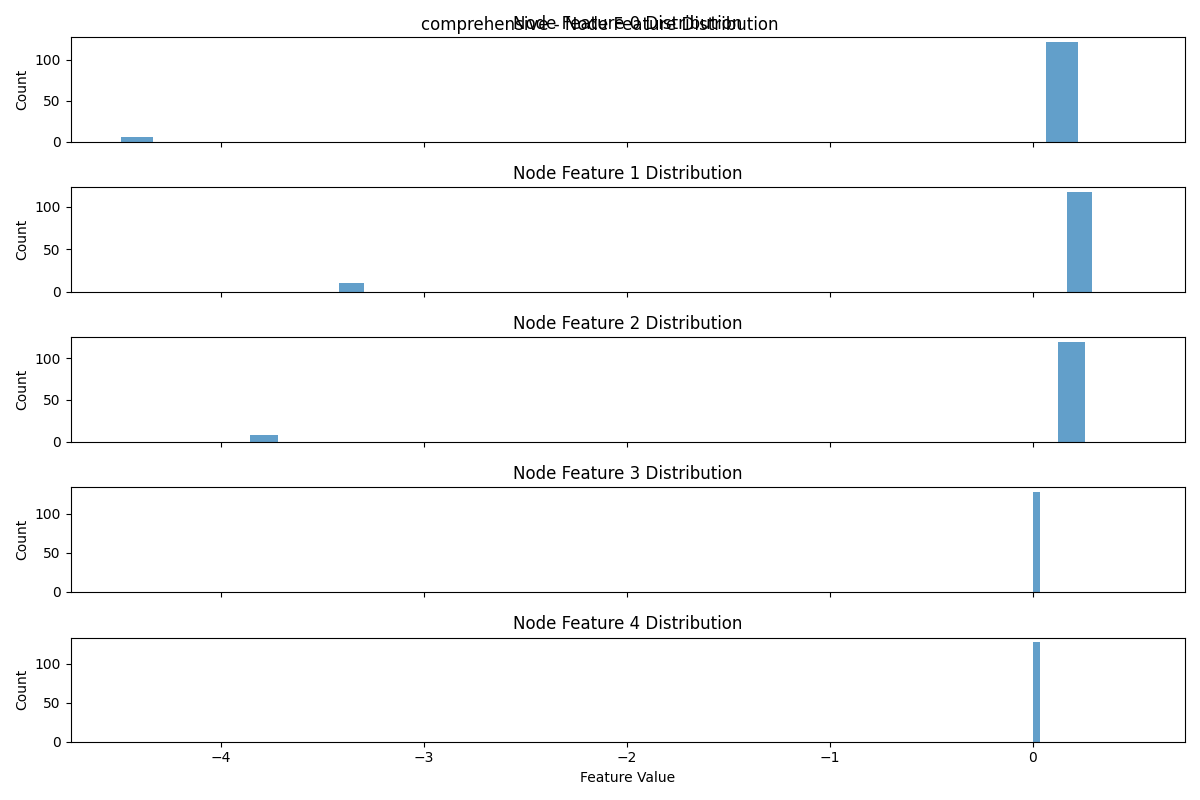 comprehensive - Node Feature Distribution
Node Feature 0 Distribution
Count
100
50
0
Node Feature 1 Distribution
Count
100
50
0
Node Feature 2 Distribution
Count
100
50
0
Node Feature 3 Distribution
Count
100
50
0
Node Feature 4 Distribution
Count
100
50
0
−4 −3 −2 −1 0
Feature Value